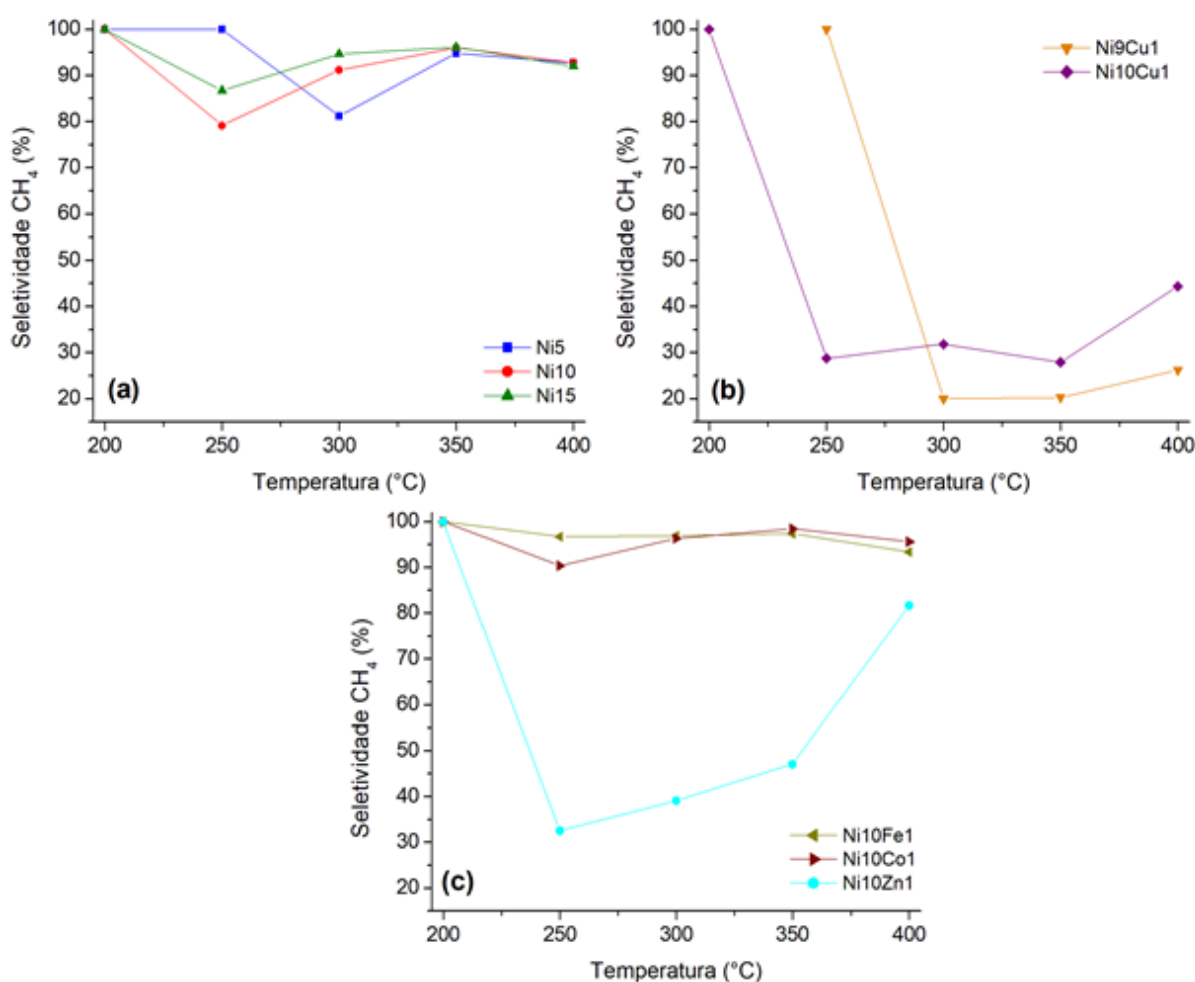 100
90
80
70
60
50
40
30
20
Seletividade CH₄ (%)
Ni5
Ni10
Ni15
(a)
200 250 300 350 400
Temperatura (°C)
100
90
80
70
60
50
40
30
20
Seletividade CH₄ (%)
Ni9Cu1
Ni10Cu1
(b)
200 250 300 350 400
Temperatura (°C)
100
90
80
70
60
50
40
30
20
Seletividade CH₄ (%)
Ni10Fe1
Ni10Co1
Ni10Zn1
(c)
200 250 300 350 400
Temperatura (°C)